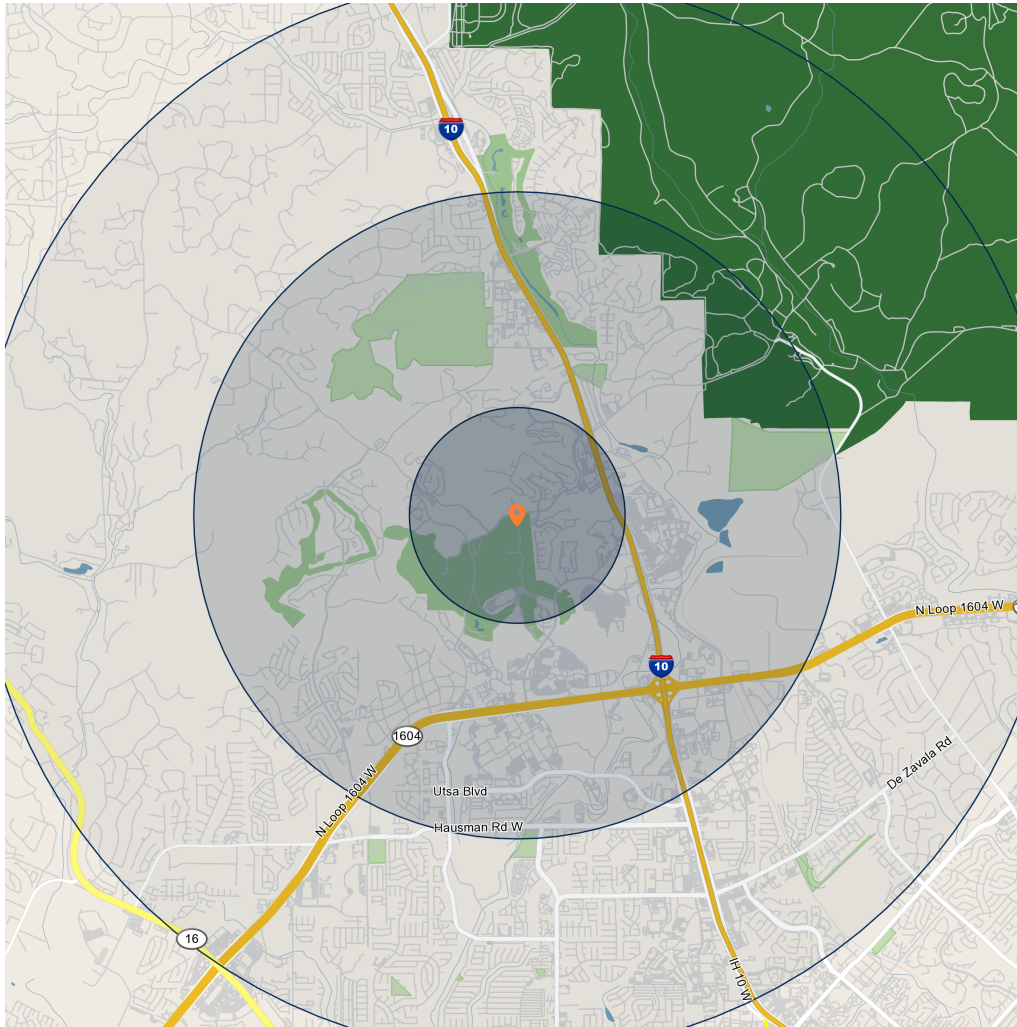 10
N Loop 1604 W
10
1604
N Loop 1604 W
De Zavala Rd
Utsa Blvd
Hausman Rd W
16
IH 10 W